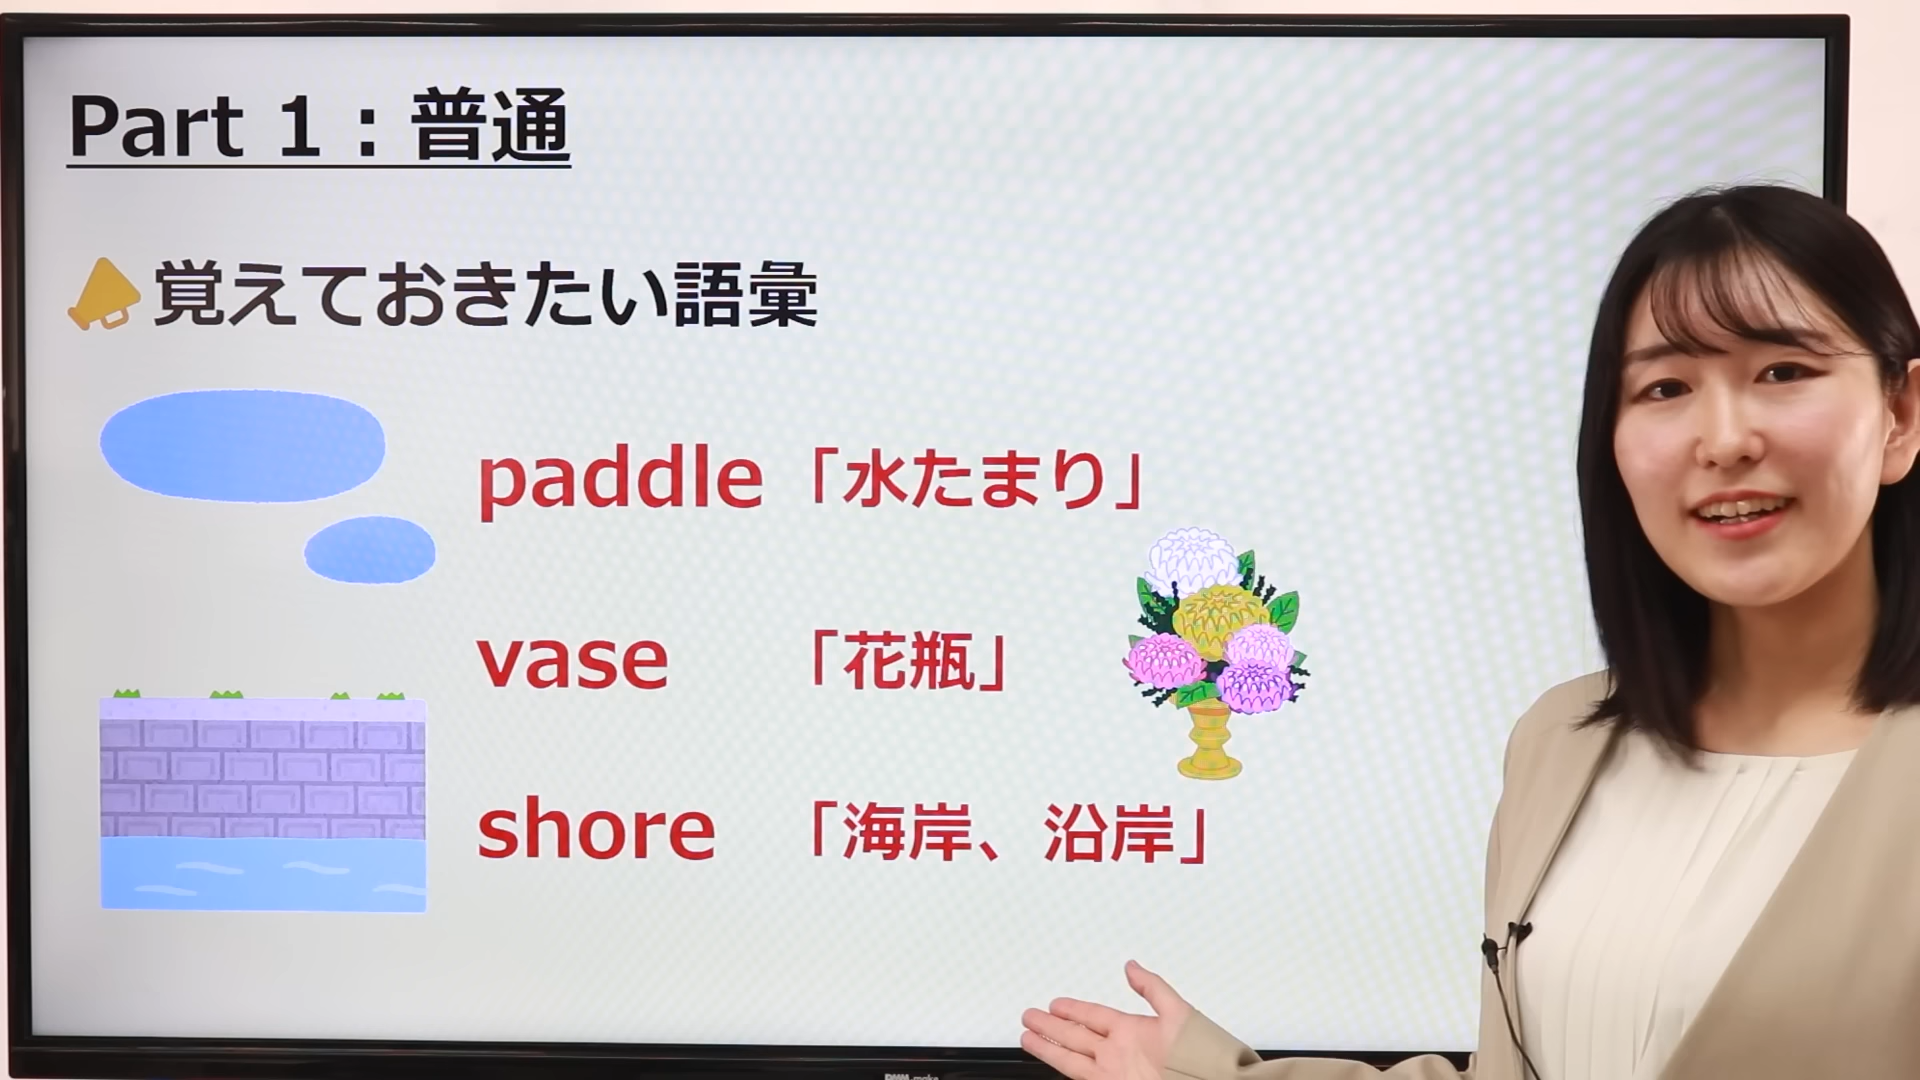 Part 1：普通
覚えておきたい語彙
paddle「水たまり」
vase「花瓶」
shore「海岸、沿岸」